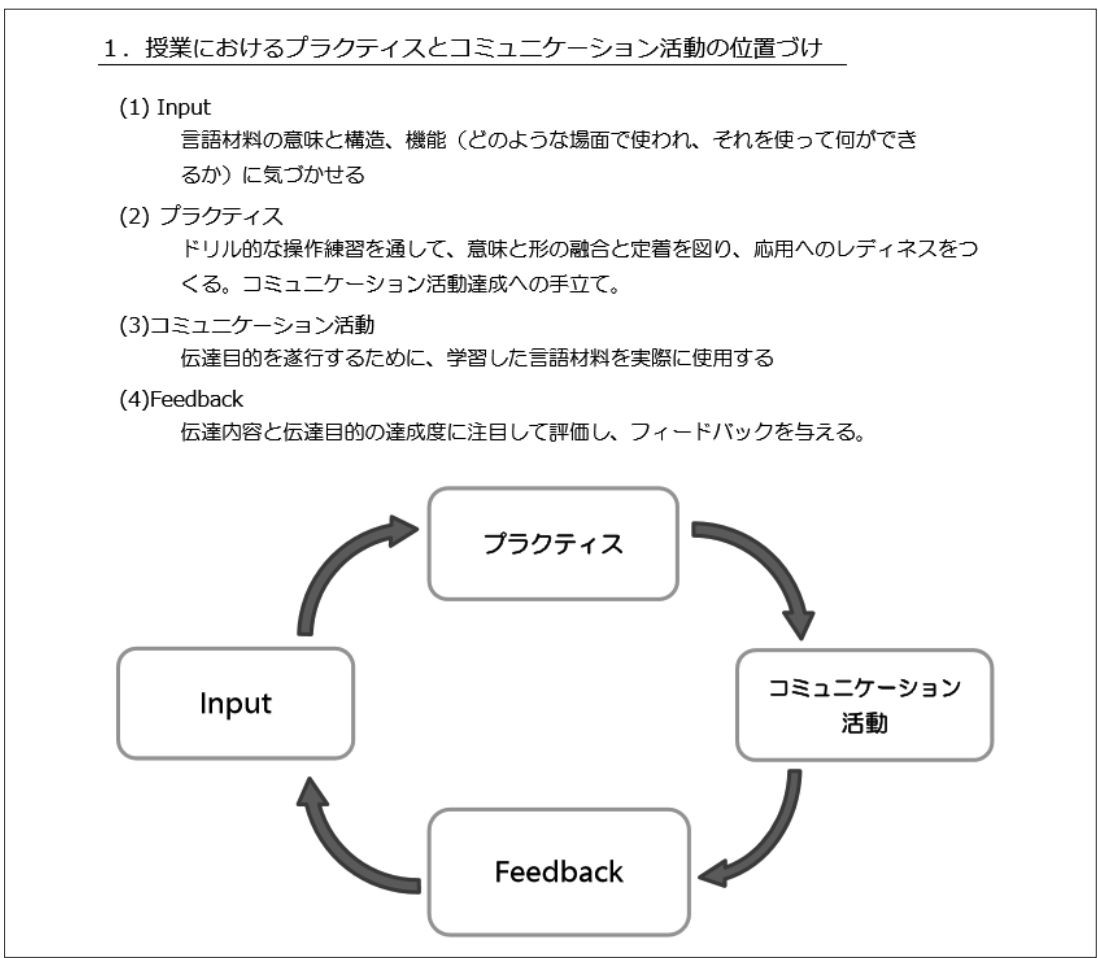 1．授業におけるプラクティスとコミュニケーション活動の位置づけ
(1) Input
言語材料の意味と構造、機能（どのような場面で使われ、それを使って何ができ
るか）に気づかせる
(2) プラクティス
ドリル的な操作練習を通して、意味と形の融合と定着を図り、応用へのレディネスをつ
くる。コミュニケーション活動達成への手立て。
(3)コミュニケーション活動
伝達目的を遂行するために、学習した言語材料を実際に使用する
(4)Feedback
伝達内容と伝達目的の達成度に注目して評価し、フィードバックを与える。
プラクティス
Input
コミュニケーション
活動
Feedback